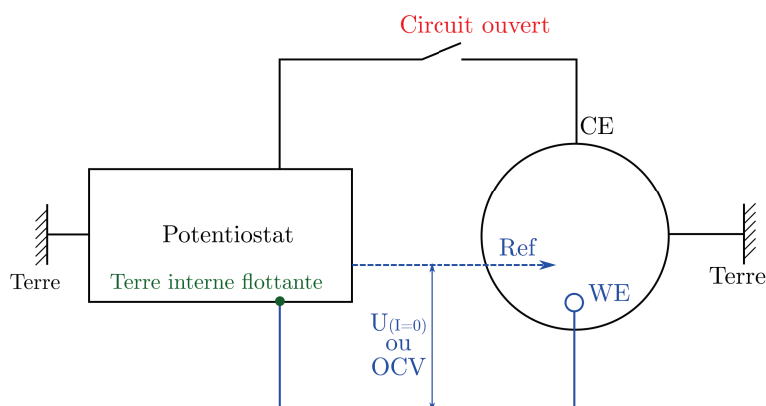 Circuit ouvert
CE
Potentiostat
Ref
Terre
Terre interne flottante
Terre
WE
U(I=0)
ou
OCV